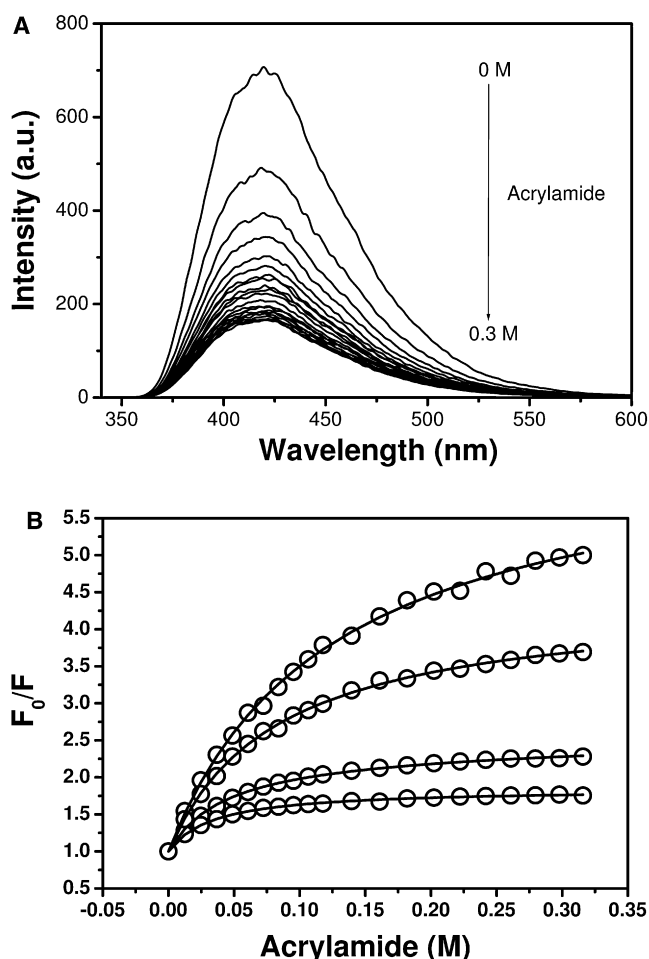 A
800
600
400
200
0
Intensity (a.u.)
0 M
Acrylamide
0.3 M
350 400 450 500 550 600
Wavelength (nm)
B
5.5
5.0
4.5
4.0
3.5
3.0
2.5
2.0
1.5
1.0
0.5
F0/F
-0.05 0.00 0.05 0.10 0.15 0.20 0.25 0.30 0.35
Acrylamide (M)